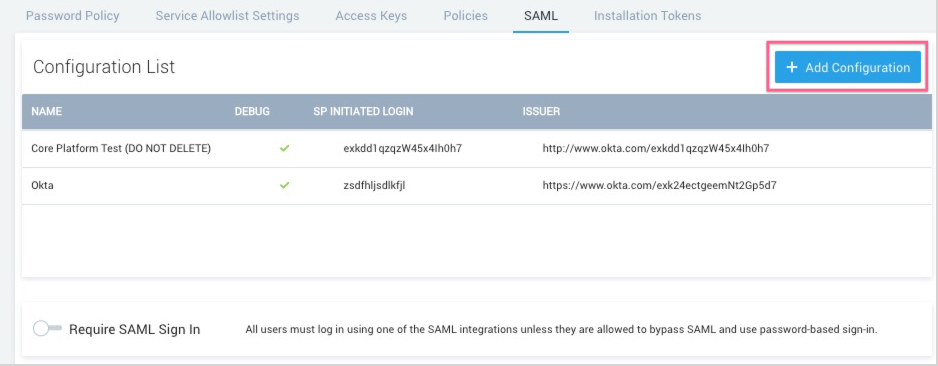 Password Policy Service Allowlist Settings Access Keys Policies SAML Installation Tokens
Configuration List
+ Add Configuration
NAME DEBUG SP INITIATED LOGIN ISSUER
Core Platform Test (DO NOT DELETE) exkdd1qzqzW45x4Ih0h7 http://www.okta.com/exkdd1qzqzW45x4Ih0h7
Okta zsdfhljsdlkfjl https://www.okta.com/exk24ectgeemNt2Gp5d7
Require SAML Sign In All users must log in using one of the SAML integrations unless they are allowed to bypass SAML and use password-based sign-in.